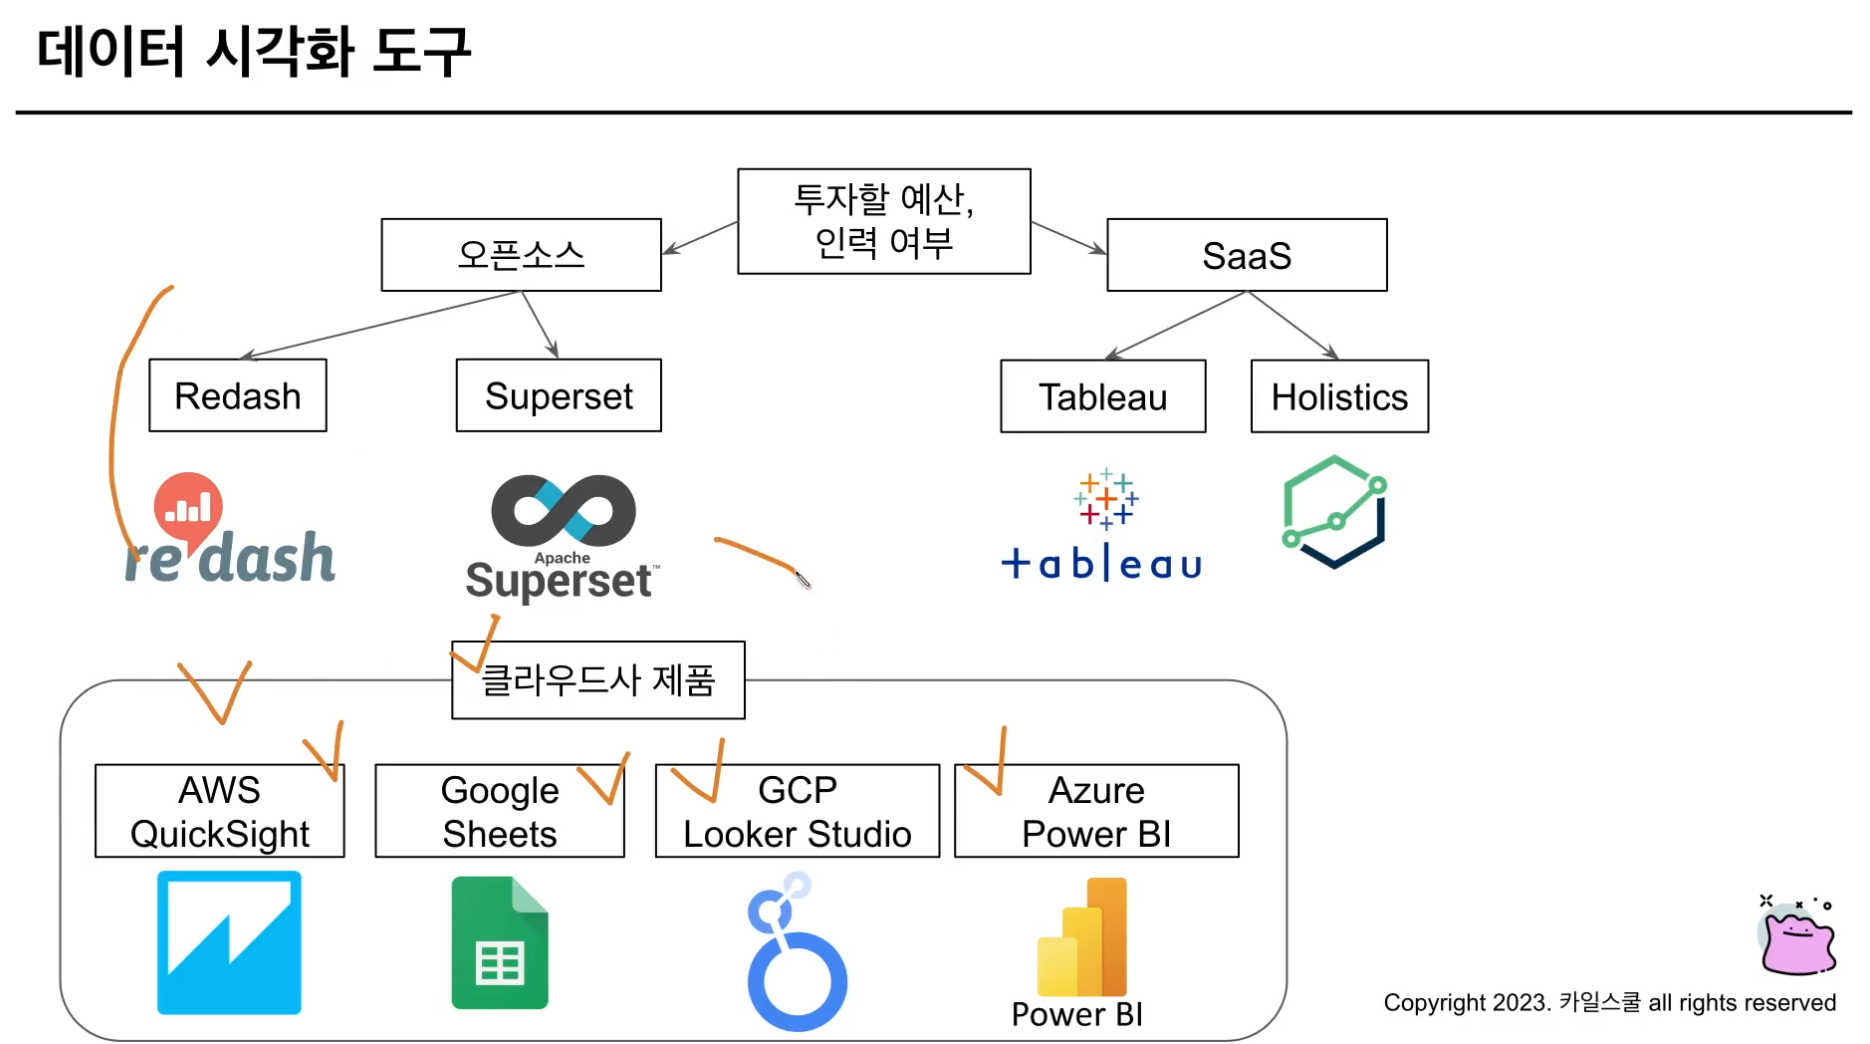 데이터 시각화 도구
투자할 예산,
인력 여부
오픈소스
SaaS
Redash
Superset
Tableau
Holistics
redash
Apache
Superset™
+ableau
클라우드사 제품
AWS
QuickSight
Google
Sheets
GCP
Looker Studio
Azure
Power BI
Power BI
Copyright 2023. 카일스쿨 all rights reserved